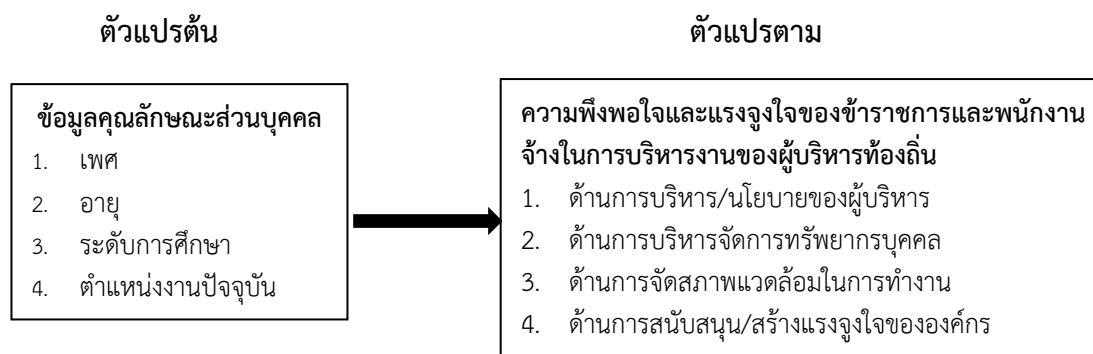 ตัวแปรต้น
ตัวแปรตาม
ข้อมูลคุณลักษณะส่วนบุคคล
1. เพศ
2. อายุ
3. ระดับการศึกษา
4. ตำแหน่งงานปัจจุบัน
ความพึงพอใจและแรงจูงใจของข้าราชการและพนักงาน
จ้างในการบริหารงานของผู้บริหารท้องถิ่น
1. ด้านการบริหาร/นโยบายของผู้บริหาร
2. ด้านการบริหารจัดการทรัพยากรบุคคล
3. ด้านการจัดสภาพแวดล้อมในการทำงาน
4. ด้านการสนับสนุน/สร้างแรงจูงใจขององค์กร